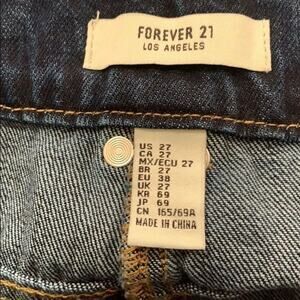 FOREVER 21
LOS ANGELES
US 27
CA 27
MX/ECU 27
BR 27
EU 38
UK 27
KR 69
JP 69
CN 165/69A
MADE IN CHINA